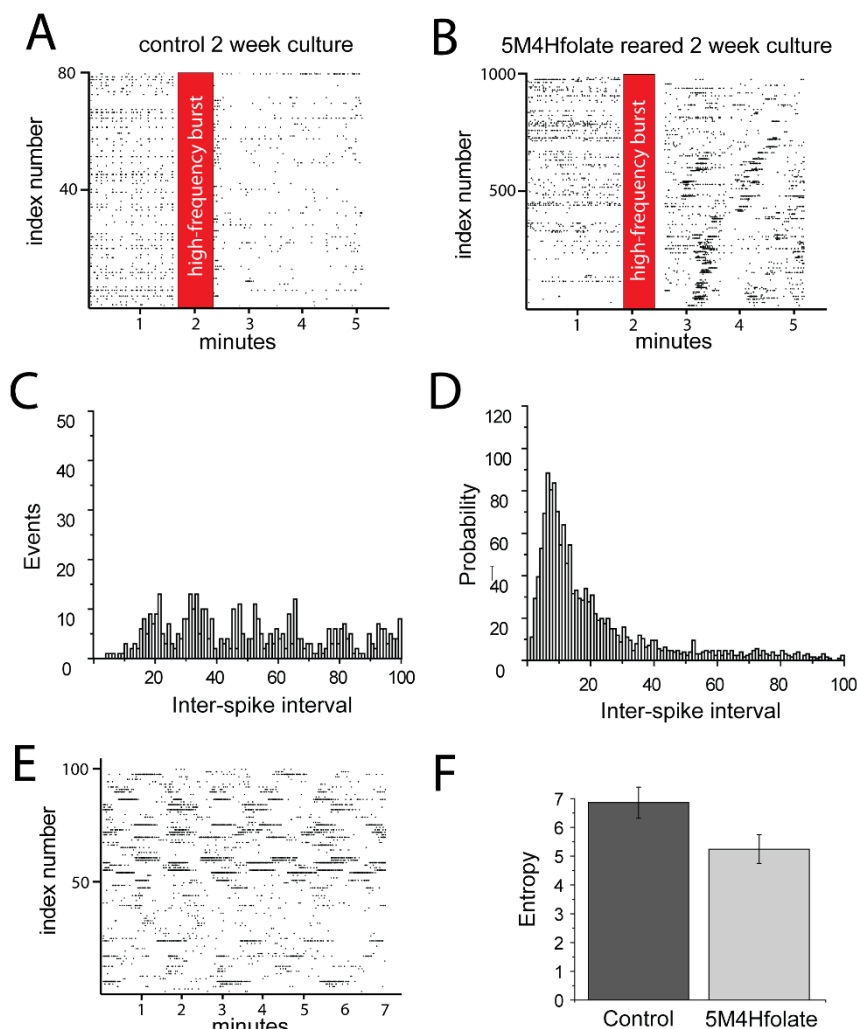 A
control 2 week culture
80
40
index number
high-frequency burst
1 2 3 4 5
minutes
B
5M4Hfolate reared 2 week culture
1000
500
index number
high-frequency burst
1 2 3 4 5
minutes
C
50
40
30
20
10
0
Events
20 40 60 80 100
Inter-spike interval
D
120
100
80
60
40
20
0
Probability
20 40 60 80 100
Inter-spike interval
E
100
50
index number
1 2 3 4 5 6 7
minutes
F
7
6
5
4
3
2
1
0
Entropy
Control 5M4Hfolate